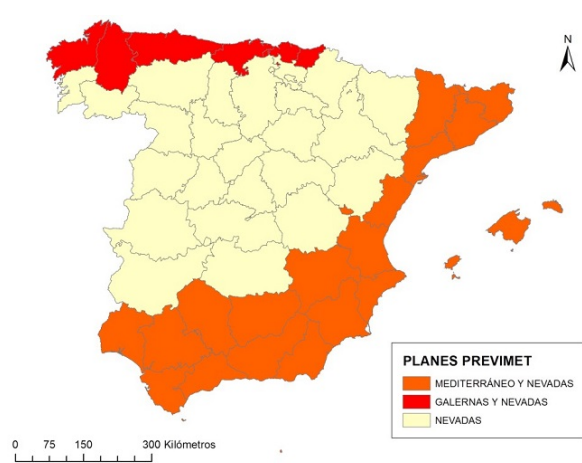 N
PLANES PREVIMET
MEDITERRÁNEO Y NEVADAS
GALERNAS Y NEVADAS
NEVADAS
0 75 150 300 Kilómetros